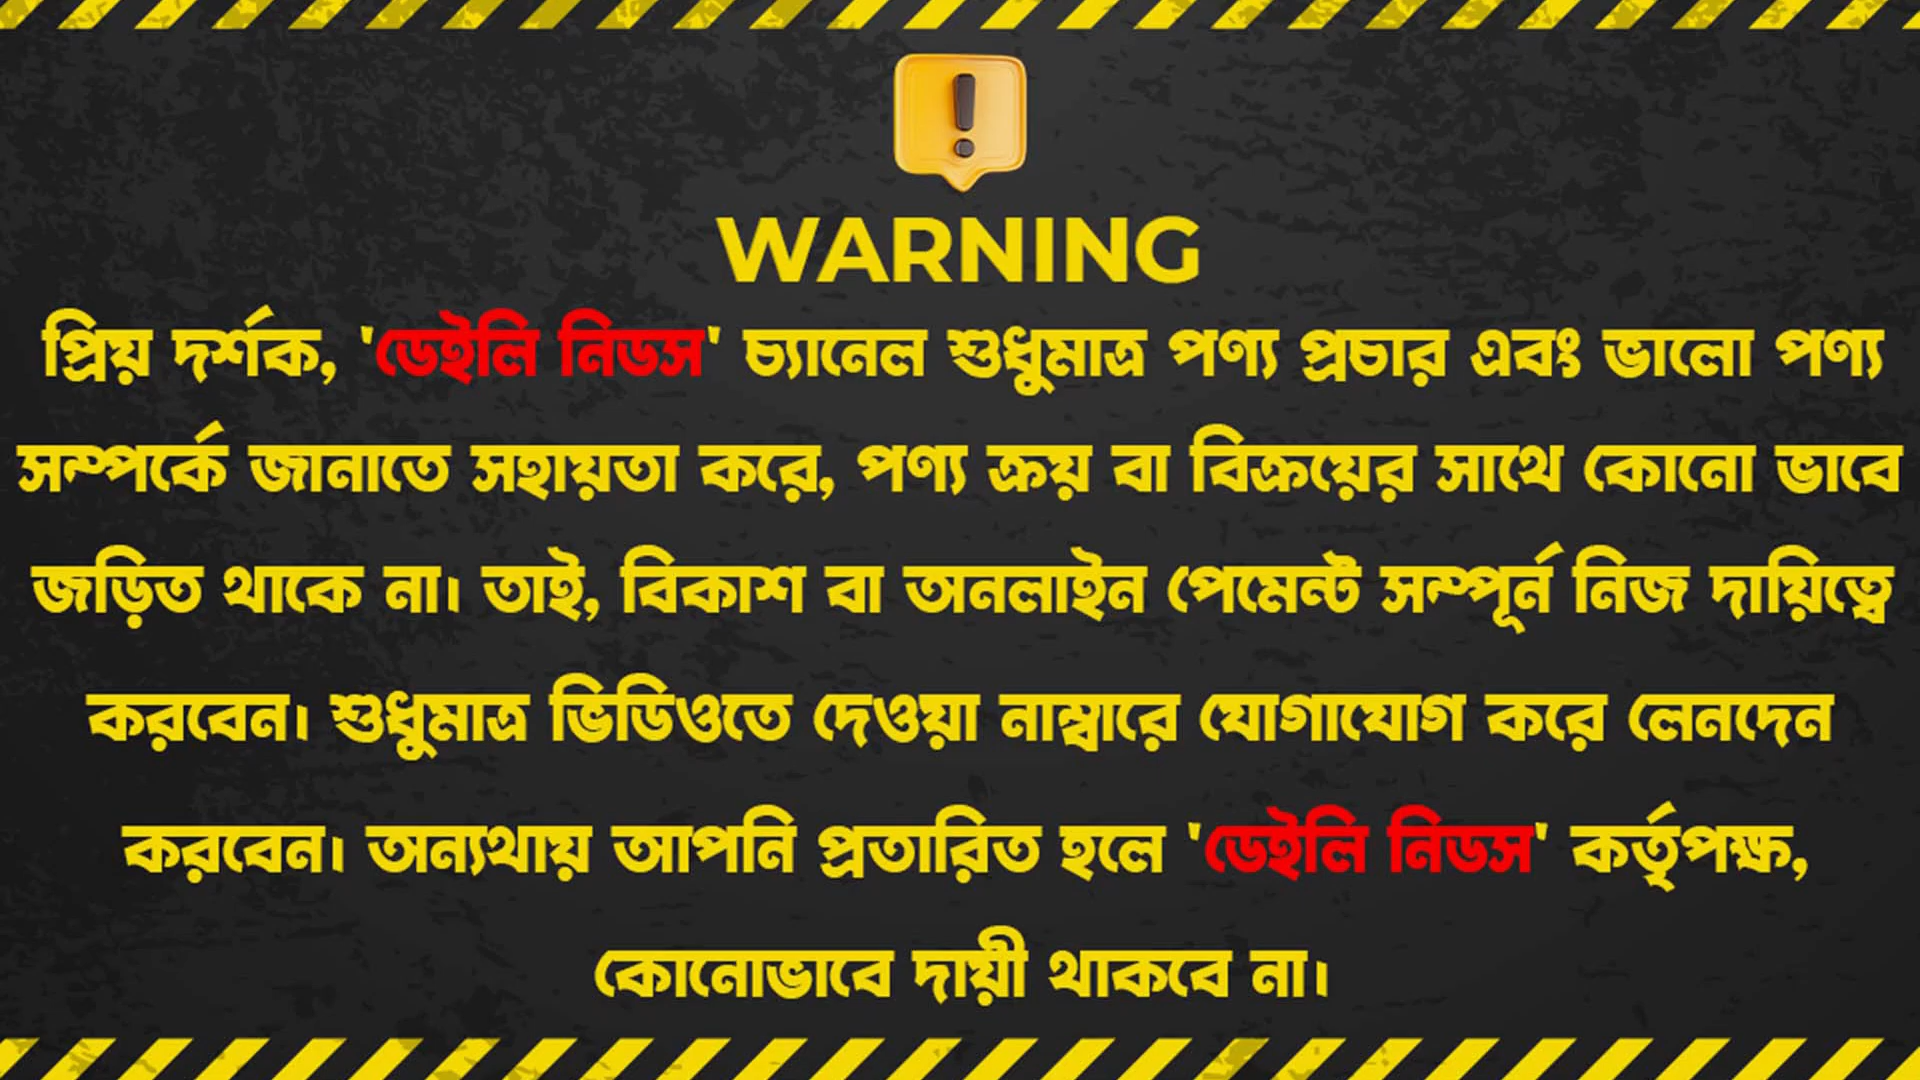 WARNING
প্রিয় দর্শক, 'ডেইলি নিডস' চ্যানেল শুধুমাত্র পণ্য প্রচার এবং ভালো পণ্য
সম্পর্কে জানাতে সহায়তা করে, পণ্য ক্রয় বা বিক্রয়ের সাথে কোনো ভাবে
জড়িত থাকে না। তাই, বিকাশ বা অনলাইন পেমেন্ট সম্পূর্ন নিজ দায়িত্বে
করবেন। শুধুমাত্র ভিডিওতে দেওয়া নাম্বারে যোগাযোগ করে লেনদেন
করবেন। অন্যথায় আপনি প্রতারিত হলে 'ডেইলি নিডস' কর্তৃপক্ষ,
কোনোভাবে দায়ী থাকবে না।